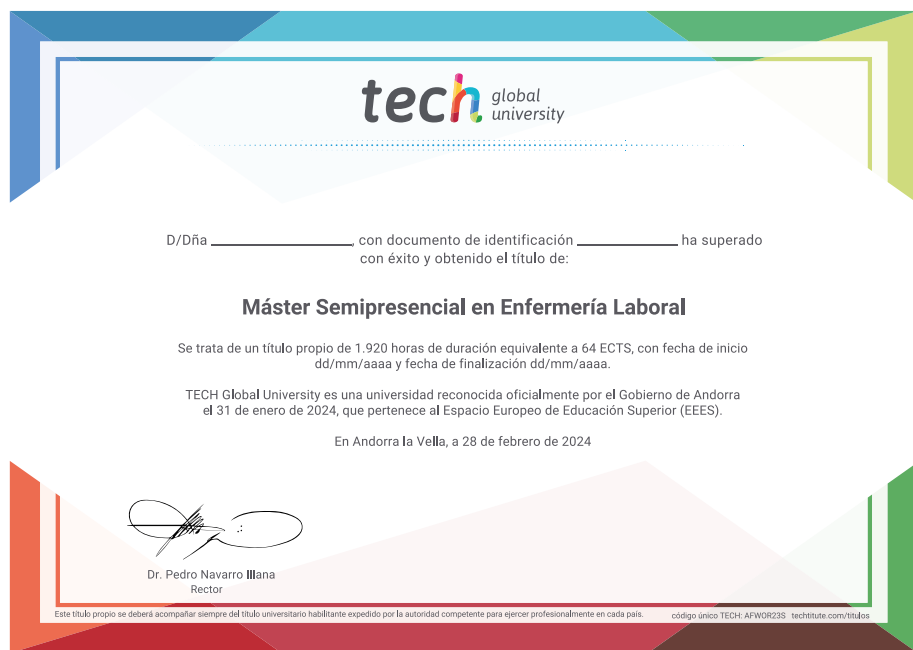 tech global
university
D/Dña ____________________, con documento de identificación ______________ ha superado
con éxito y obtenido el título de:
Máster Semipresencial en Enfermería Laboral
Se trata de un título propio de 1.920 horas de duración equivalente a 64 ECTS, con fecha de inicio
dd/mm/aaaa y fecha de finalización dd/mm/aaaa.
TECH Global University es una universidad reconocida oficialmente por el Gobierno de Andorra
el 31 de enero de 2024, que pertenece al Espacio Europeo de Educación Superior (EEES).
En Andorra la Vella, a 28 de febrero de 2024
Dr. Pedro Navarro Illana
Rector
Este título propio se deberá acompañar siempre del título universitario habilitante expedido por la autoridad competente para ejercer profesionalmente en cada país. código único TECH: AFWOR23S techtitute.com/titulos